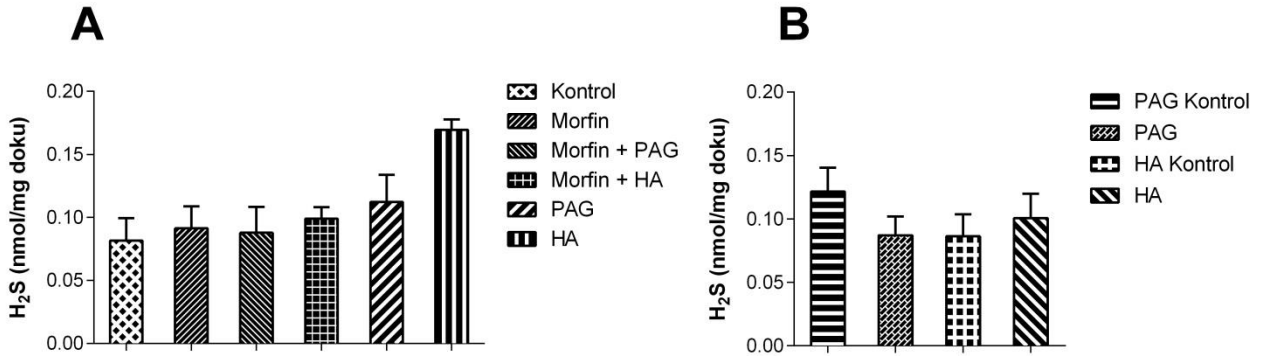 A
H₂S (nmol/mg doku)
0.20
0.15
0.10
0.05
0.00
Kontrol
Morfin
Morfin + PAG
Morfin + HA
PAG
HA
B
H₂S (nmol/mg doku)
0.20
0.15
0.10
0.05
0.00
PAG Kontrol
PAG
HA Kontrol
HA